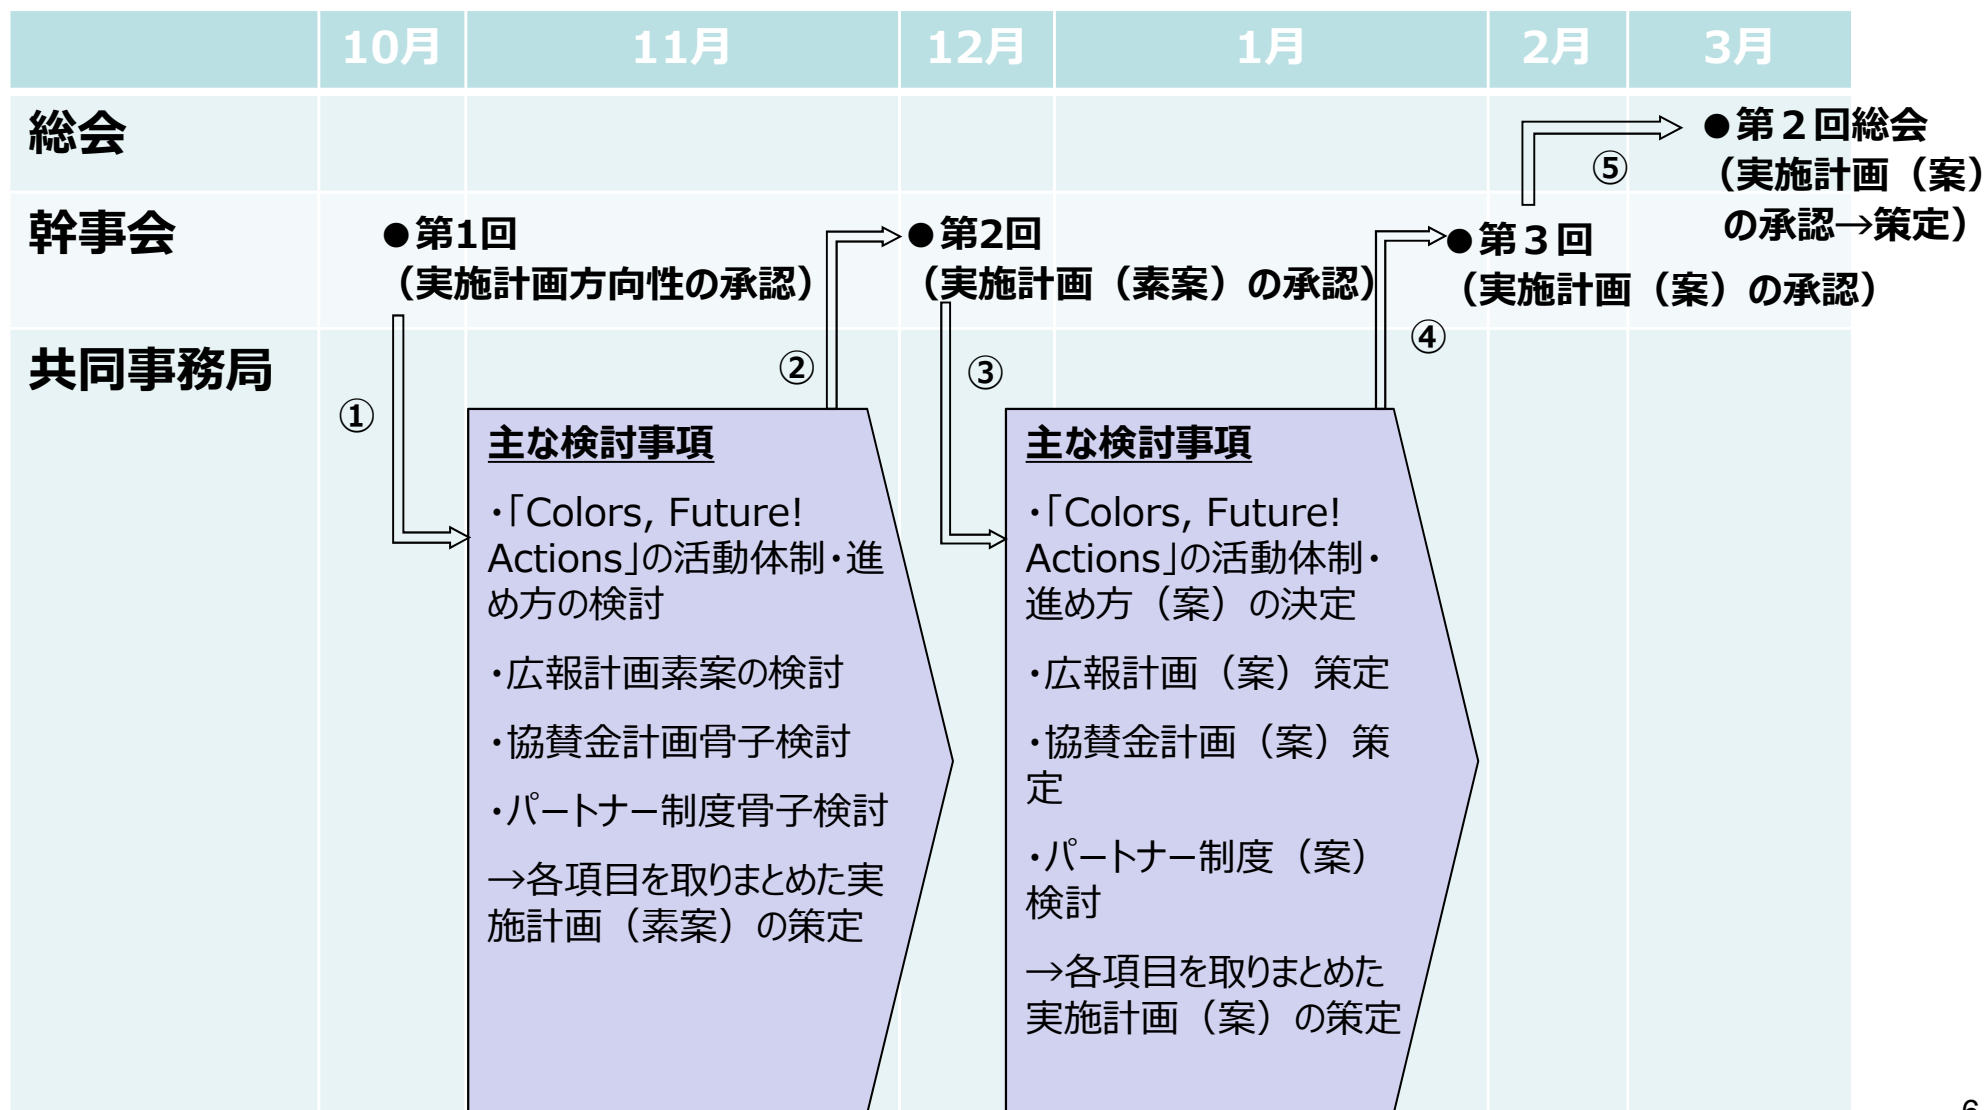 10月 11月 12月 1月 2月 3月
総会
●第２回総会
（実施計画（案）
の承認→策定）
⑤
幹事会
●第1回
（実施計画方向性の承認）
●第2回
（実施計画（素案）の承認）
●第３回
（実施計画（案）の承認）
共同事務局
①
②
③
④
主な検討事項
・「Colors, Future!
Actions」の活動体制・進
め方の検討
・広報計画素案の検討
・協賛金計画骨子検討
・パートナー制度骨子検討
→各項目を取りまとめた実
施計画（素案）の策定
主な検討事項
・「Colors, Future!
Actions」の活動体制・
進め方（案）の決定
・広報計画（案）策定
・協賛金計画（案）策
定
・パートナー制度（案）
検討
→各項目を取りまとめた
実施計画（案）の策定
6